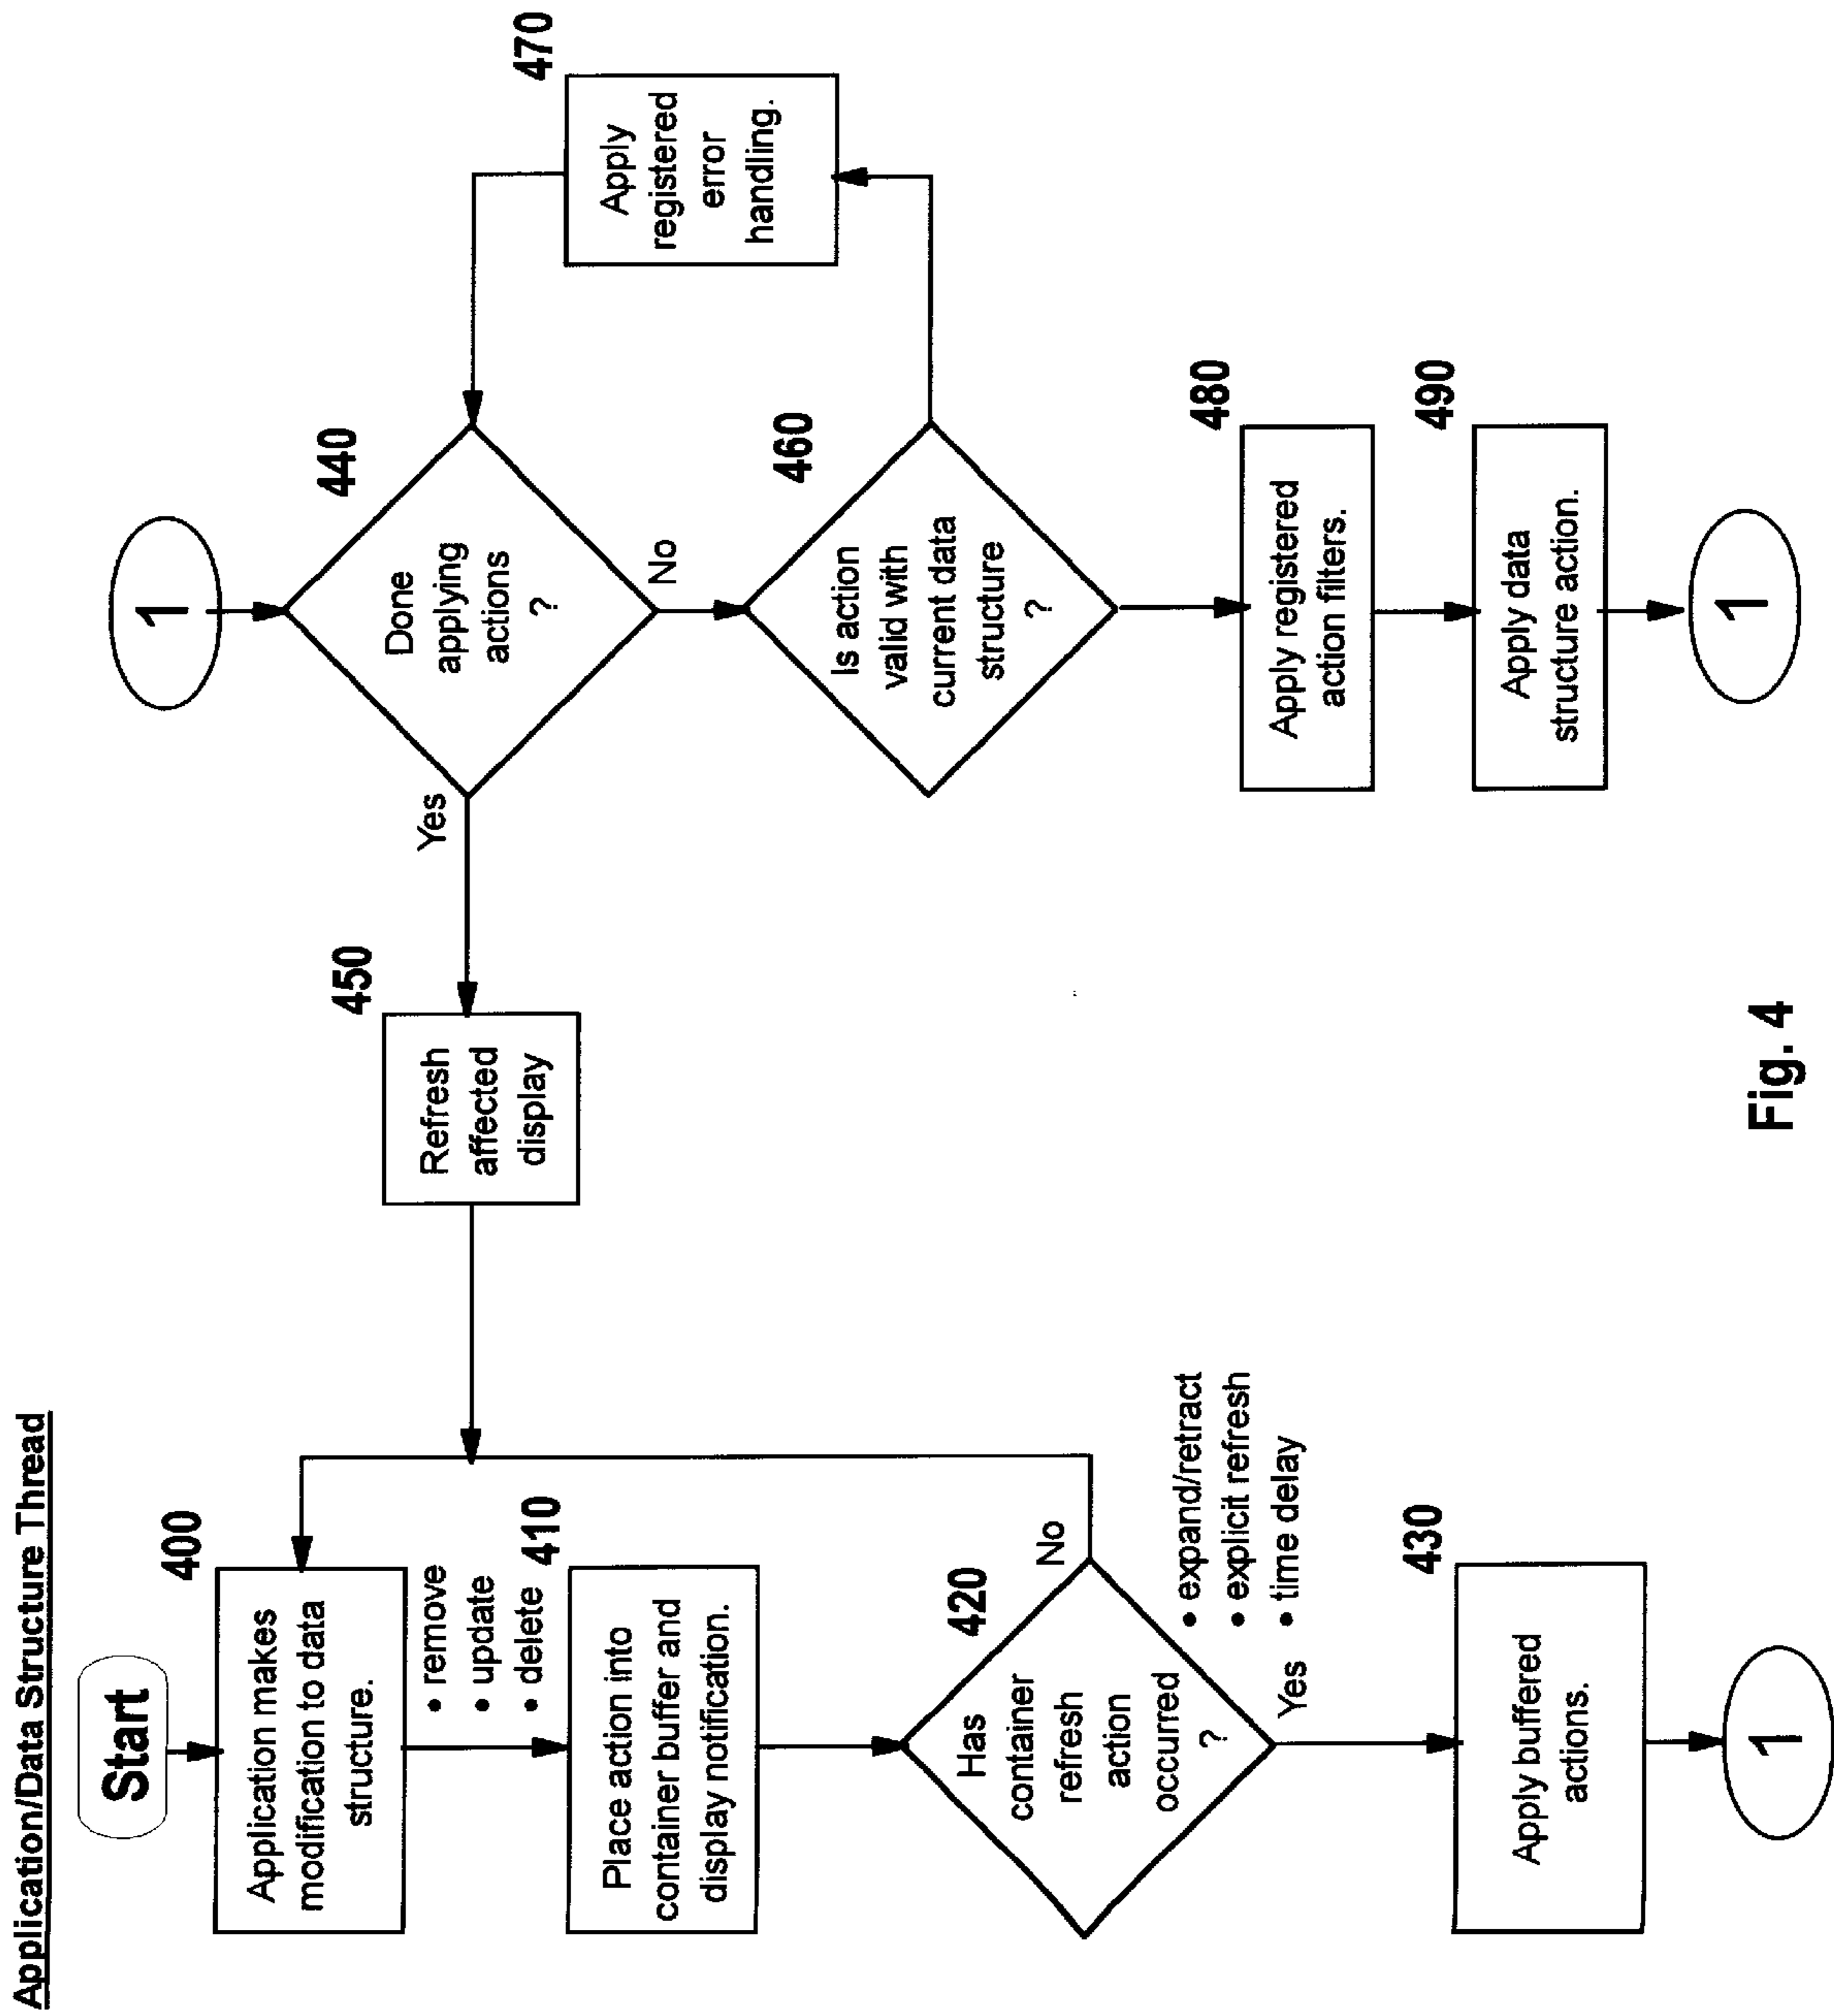 Application/Data Structure Thread
Start
400
Application makes
modification to data
structure.
• remove
• update
• delete
410
Place action into
container buffer and
display notification.
420
Has
container
refresh
action
occurred
?
No
Yes
• expand/retract
• explicit refresh
• time delay
430
Apply buffered
actions.
1
1
440
Done
applying
actions
?
Yes
No
450
Refresh
affected
display
460
Is action
valid with
current data
structure
?
470
Apply
registered
error
handling.
480
Apply registered
action filters.
490
Apply data
structure action.
1
Fig. 4